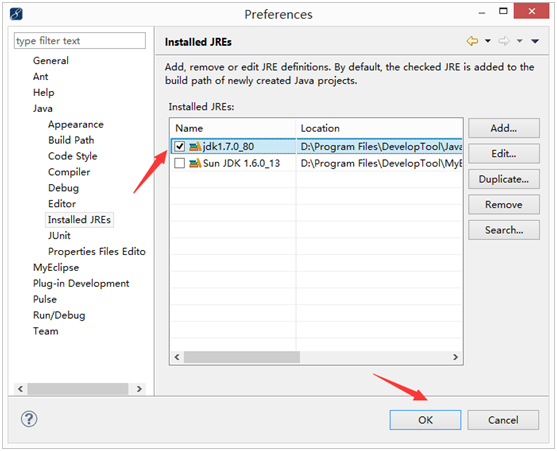 Preferences
type filter text
General
Ant
Help
Java
Appearance
Build Path
Code Style
Compiler
Debug
Editor
Installed JREs
JUnit
Properties Files Edito
MyEclipse
Plug-in Development
Pulse
Run/Debug
Team
Installed JREs
Add, remove or edit JRE definitions. By default, the checked JRE is added to the
build path of newly created Java projects.
Installed JREs:
Name Location
jdk1.7.0_80 D:\Program Files\DevelopTool\Java
Sun JDK 1.6.0_13 D:\Program Files\DevelopTool\MyE
Add...
Edit...
Duplicate...
Remove
Search...
OK Cancel